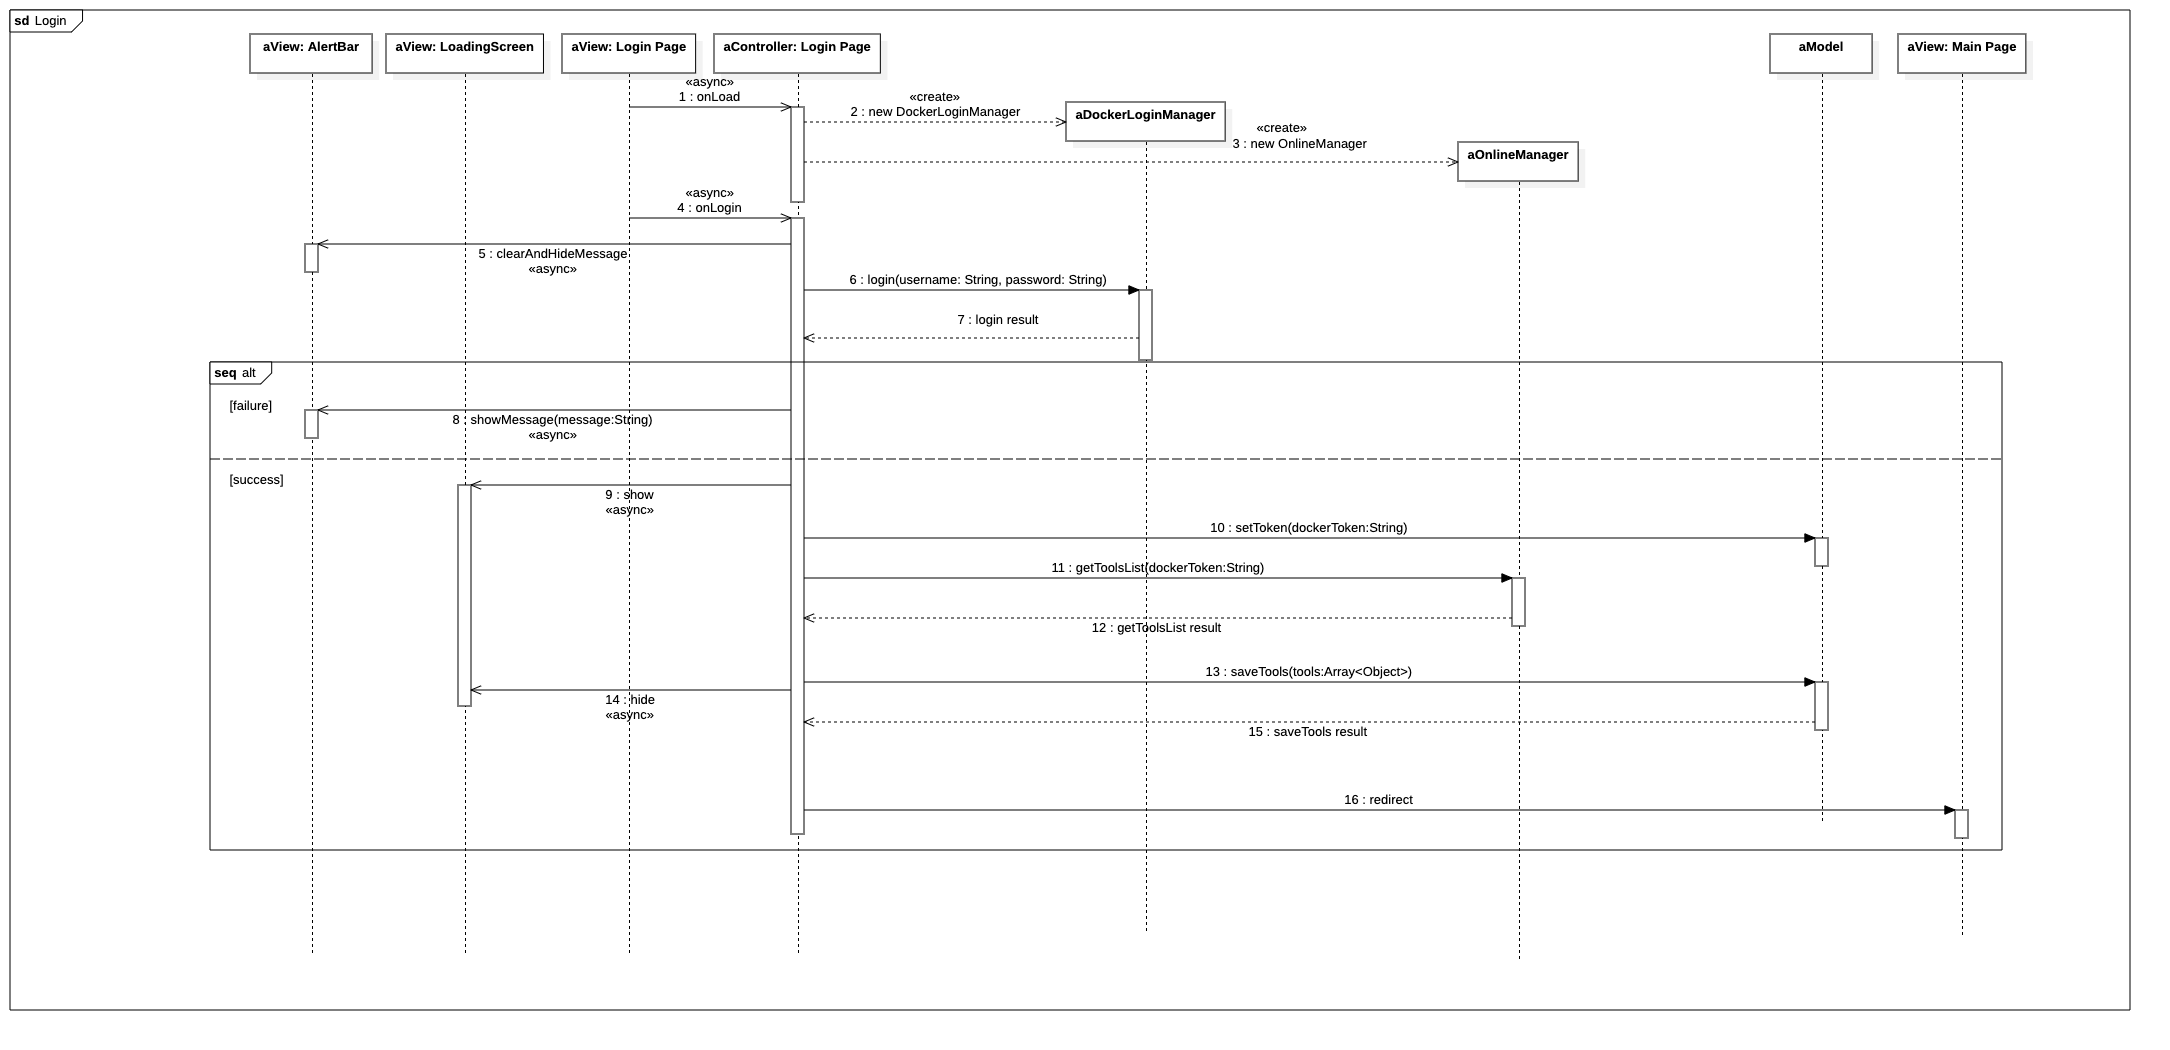 sd Login
aView: AlertBar
aView: LoadingScreen
aView: Login Page
aController: Login Page
aModel
aView: Main Page
«async»
1 : onLoad
«create»
2 : new DockerLoginManager
aDockerLoginManager
«create»
3 : new OnlineManager
aOnlineManager
«async»
4 : onLogin
5 : clearAndHideMessage
«async»
6 : login(username: String, password: String)
7 : login result
seq alt
[failure]
8 : showMessage(message:String)
«async»
[success]
9 : show
«async»
10 : setToken(dockerToken:String)
11 : getToolsList(dockerToken:String)
12 : getToolsList result
13 : saveTools(tools:Array<Object>)
14 : hide
«async»
15 : saveTools result
16 : redirect